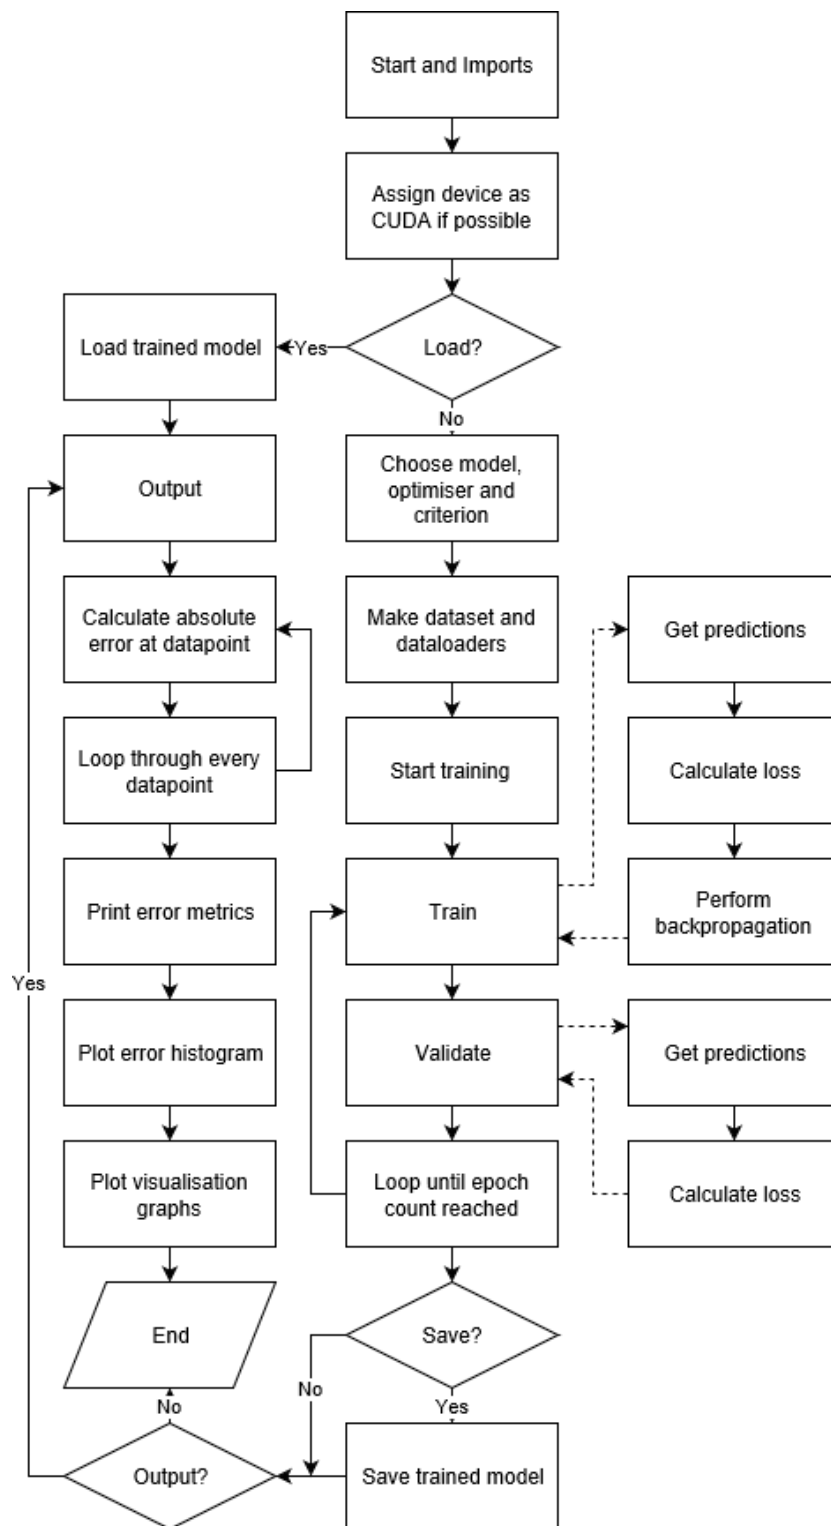 Start and Imports
Assign device as
CUDA if possible
Load trained model
Yes
Load?
No
Output
Choose model,
optimiser and
criterion
Calculate absolute
error at datapoint
Make dataset and
dataloaders
Get predictions
Loop through every
datapoint
Start training
Calculate loss
Print error metrics
Train
Perform
backpropagation
Yes
Plot error histogram
Validate
Get predictions
Plot visualisation
graphs
Loop until epoch
count reached
Calculate loss
End
Save?
No
No
Yes
Output?
Save trained model